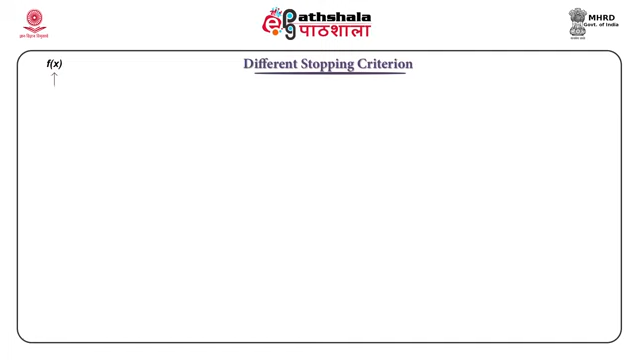 ePathshala
पाठशाला
MHRD
Govt. of India
f(x)
Different Stopping Criterion